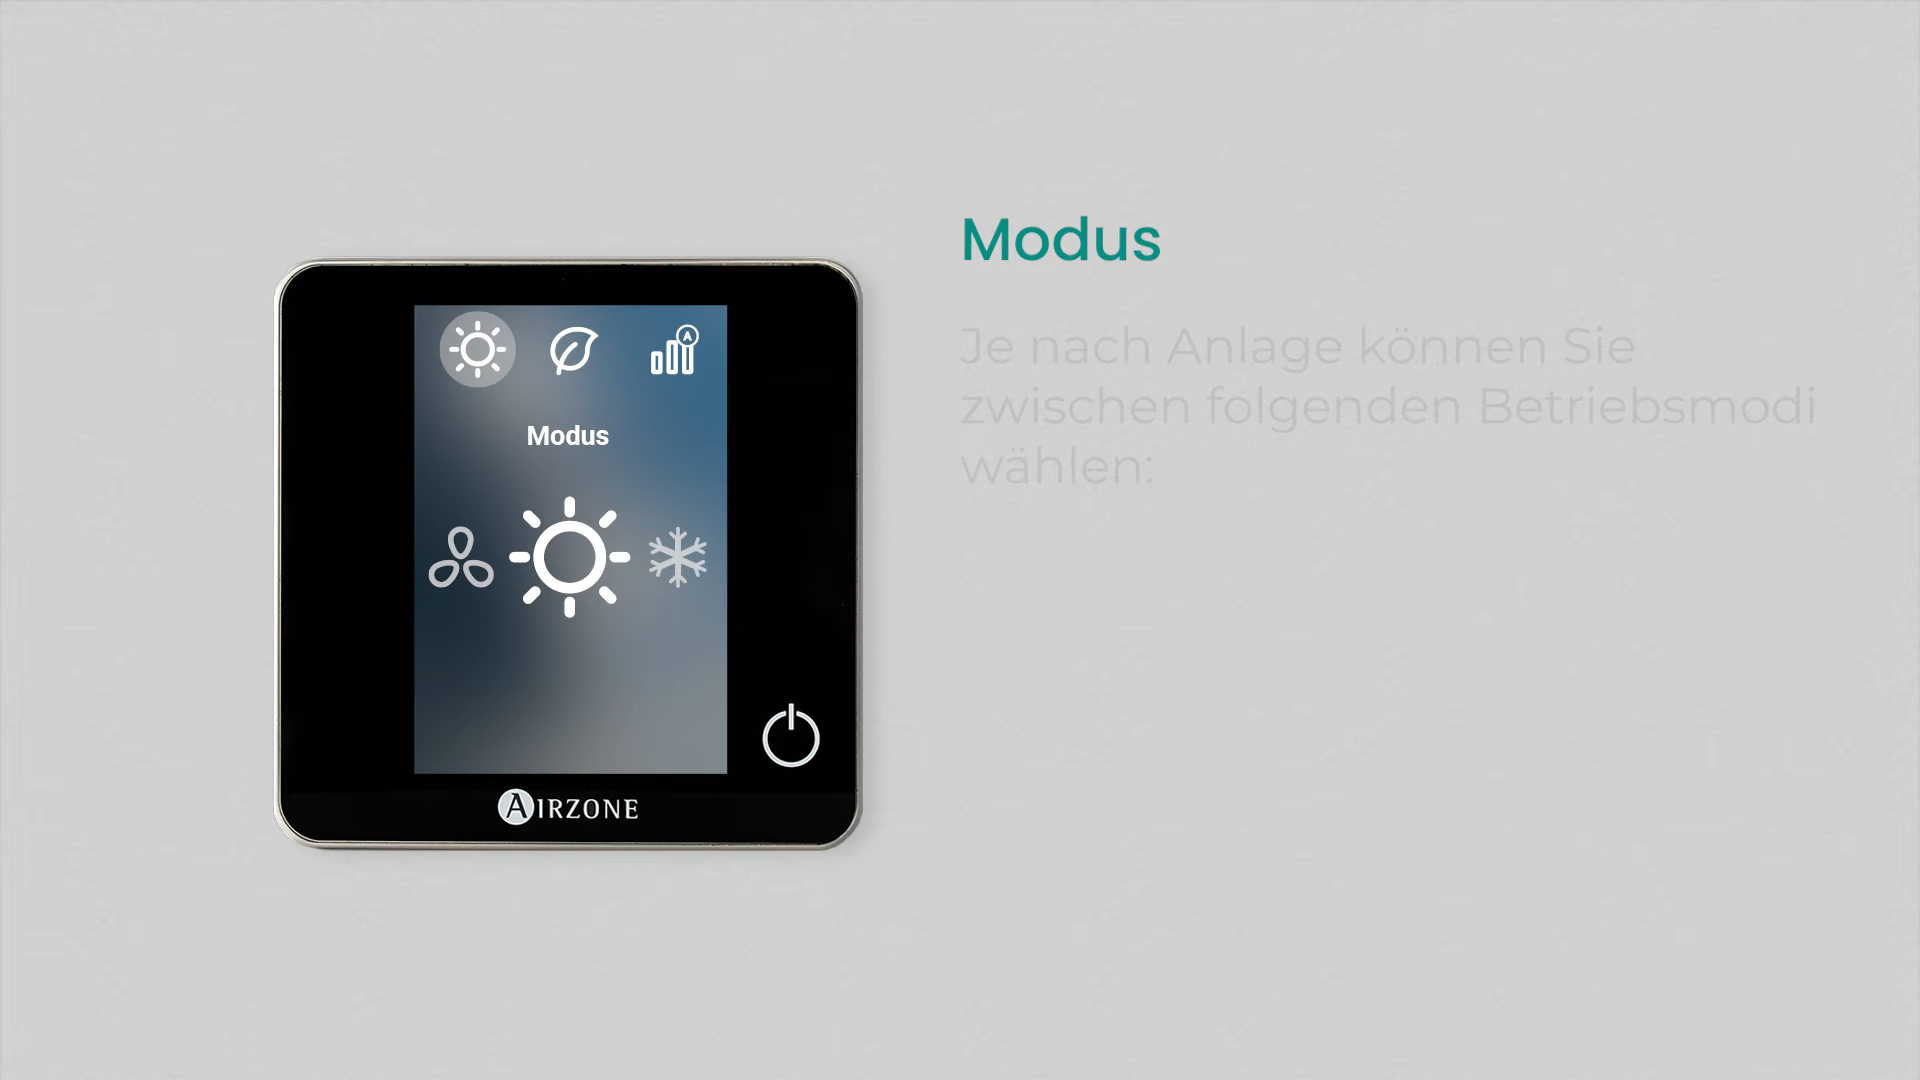 Modus
Je nach Anlage können Sie
zwischen folgenden Betriebsmodi
wählen:
A
Modus
AIRZONE